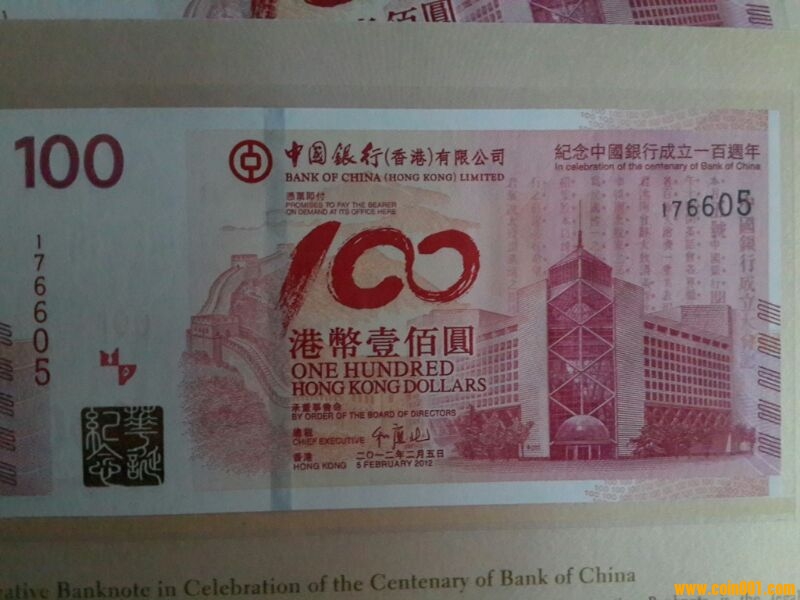 佰圓
100
中国銀行(香港)有限公司
BANK OF CHINA (HONG KONG) LIMITED
紀念中國銀行成立一百週年
In celebration of the centenary of Bank of China
憑票即付
PROMISES TO PAY THE BEARER
ON DEMAND AT ITS OFFICE HERE
176605
176605
100
港幣壹佰圓
ONE HUNDRED
HONG KONG DOLLARS
承董事會命
BY ORDER OF THE BOARD OF DIRECTORS
總裁
CHIEF EXECUTIVE
香港
HONG KONG
二〇一二年二月五日
5 FEBRUARY 2012
華誕
紀念
Banknote in Celebration of the Centenary of Bank of China
www.coin001.com